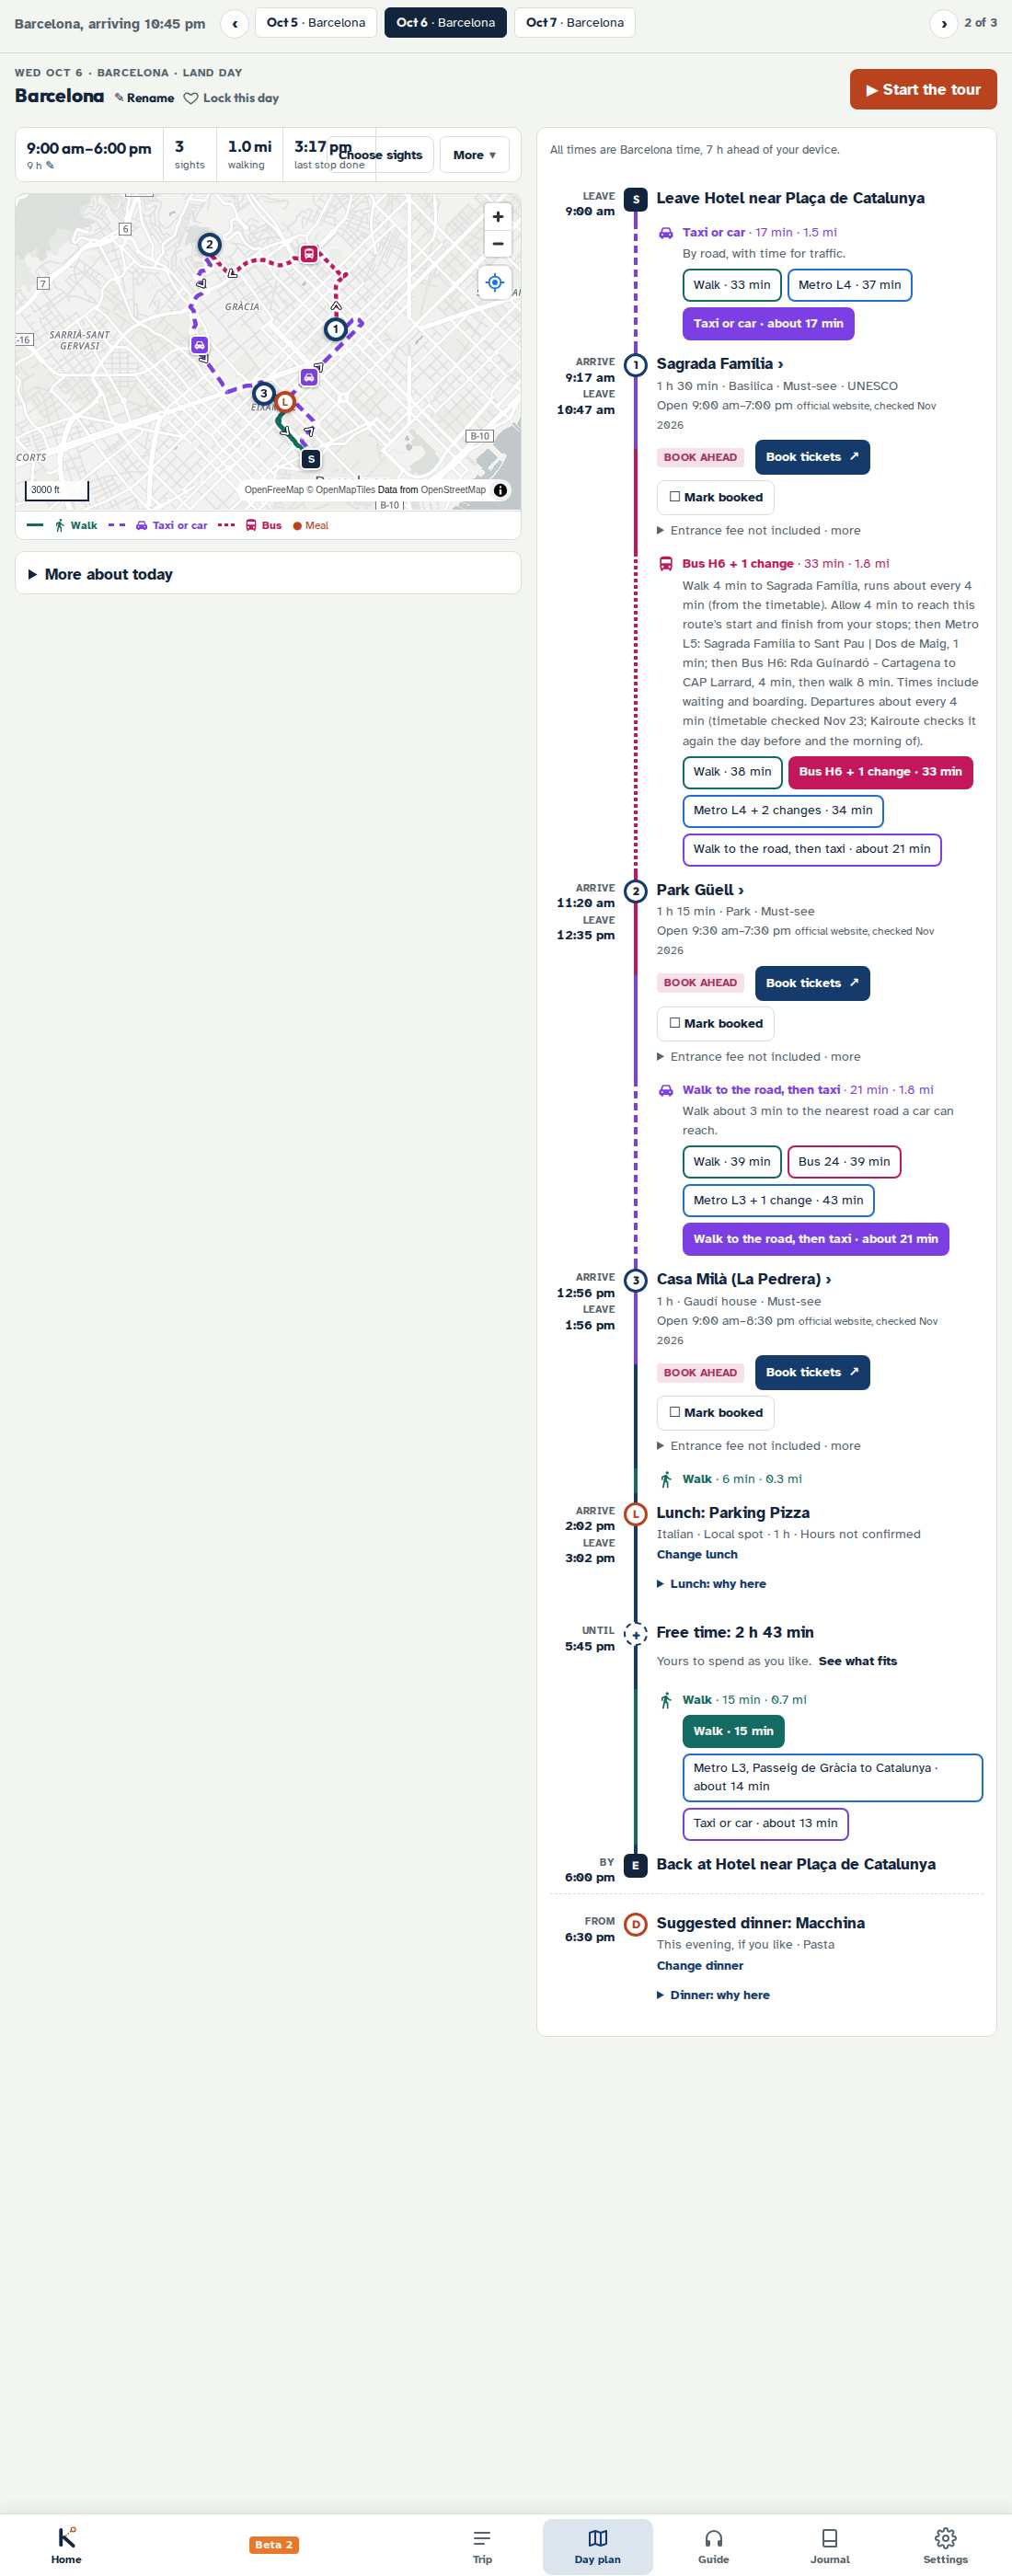 Barcelona, arriving 10:45 pm
‹
Oct 5 · Barcelona
Oct 6 · Barcelona
Oct 7 · Barcelona
›
2 of 3
WED OCT 6 · BARCELONA · LAND DAY
Barcelona
✎ Rename
Lock this day
▶ Start the tour
9:00 am–6:00 pm
9 h ✎
3
sights
1.0 mi
walking
3:17 pm
last stop done
Choose sights
More ▾
6
7
-16
SARRIÀ-SANT
GERVASI
GRÀCIA
CORTS
B-10
B-10
2
1
3
L
S
+
−
3000 ft
OpenFreeMap © OpenMapTiles Data from OpenStreetMap
Walk
Taxi or car
Bus
Meal
▶ More about today
All times are Barcelona time, 7 h ahead of your device.
LEAVE
9:00 am
S
Leave Hotel near Plaça de Catalunya
Taxi or car · 17 min · 1.5 mi
By road, with time for traffic.
Walk · 33 min
Metro L4 · 37 min
Taxi or car · about 17 min
ARRIVE
9:17 am
LEAVE
10:47 am
1
Sagrada Família ›
1 h 30 min · Basilica · Must-see · UNESCO
Open 9:00 am–7:00 pm official website, checked Nov
2026
BOOK AHEAD
Book tickets ↗
☐ Mark booked
▶ Entrance fee not included · more
Bus H6 + 1 change · 33 min · 1.8 mi
Walk 4 min to Sagrada Família, runs about every 4
min (from the timetable). Allow 4 min to reach this
route's start and finish from your stops; then Metro
L5: Sagrada Família to Sant Pau | Dos de Maig, 1
min; then Bus H6: Rda Guinardó - Cartagena to
CAP Larrard, 4 min, then walk 8 min. Times include
waiting and boarding. Departures about every 4
min (timetable checked Nov 23; Kairoute checks it
again the day before and the morning of).
Walk · 38 min
Bus H6 + 1 change · 33 min
Metro L4 + 2 changes · 34 min
Walk to the road, then taxi · about 21 min
ARRIVE
11:20 am
LEAVE
12:35 pm
2
Park Güell ›
1 h 15 min · Park · Must-see
Open 9:30 am–7:30 pm official website, checked Nov
2026
BOOK AHEAD
Book tickets ↗
☐ Mark booked
▶ Entrance fee not included · more
Walk to the road, then taxi · 21 min · 1.8 mi
Walk about 3 min to the nearest road a car can
reach.
Walk · 39 min
Bus 24 · 39 min
Metro L3 + 1 change · 43 min
Walk to the road, then taxi · about 21 min
ARRIVE
12:56 pm
LEAVE
1:56 pm
3
Casa Milà (La Pedrera) ›
1 h · Gaudí house · Must-see
Open 9:00 am–8:30 pm official website, checked Nov
2026
BOOK AHEAD
Book tickets ↗
☐ Mark booked
▶ Entrance fee not included · more
Walk · 6 min · 0.3 mi
ARRIVE
2:02 pm
LEAVE
3:02 pm
L
Lunch: Parking Pizza
Italian · Local spot · 1 h · Hours not confirmed
Change lunch
▶ Lunch: why here
UNTIL
5:45 pm
+
Free time: 2 h 43 min
Yours to spend as you like. See what fits
Walk · 15 min · 0.7 mi
Walk · 15 min
Metro L3, Passeig de Gràcia to Catalunya ·
about 14 min
Taxi or car · about 13 min
BY
6:00 pm
E
Back at Hotel near Plaça de Catalunya
FROM
6:30 pm
D
Suggested dinner: Macchina
This evening, if you like · Pasta
Change dinner
▶ Dinner: why here
Home
Beta 2
Trip
Day plan
Guide
Journal
Settings